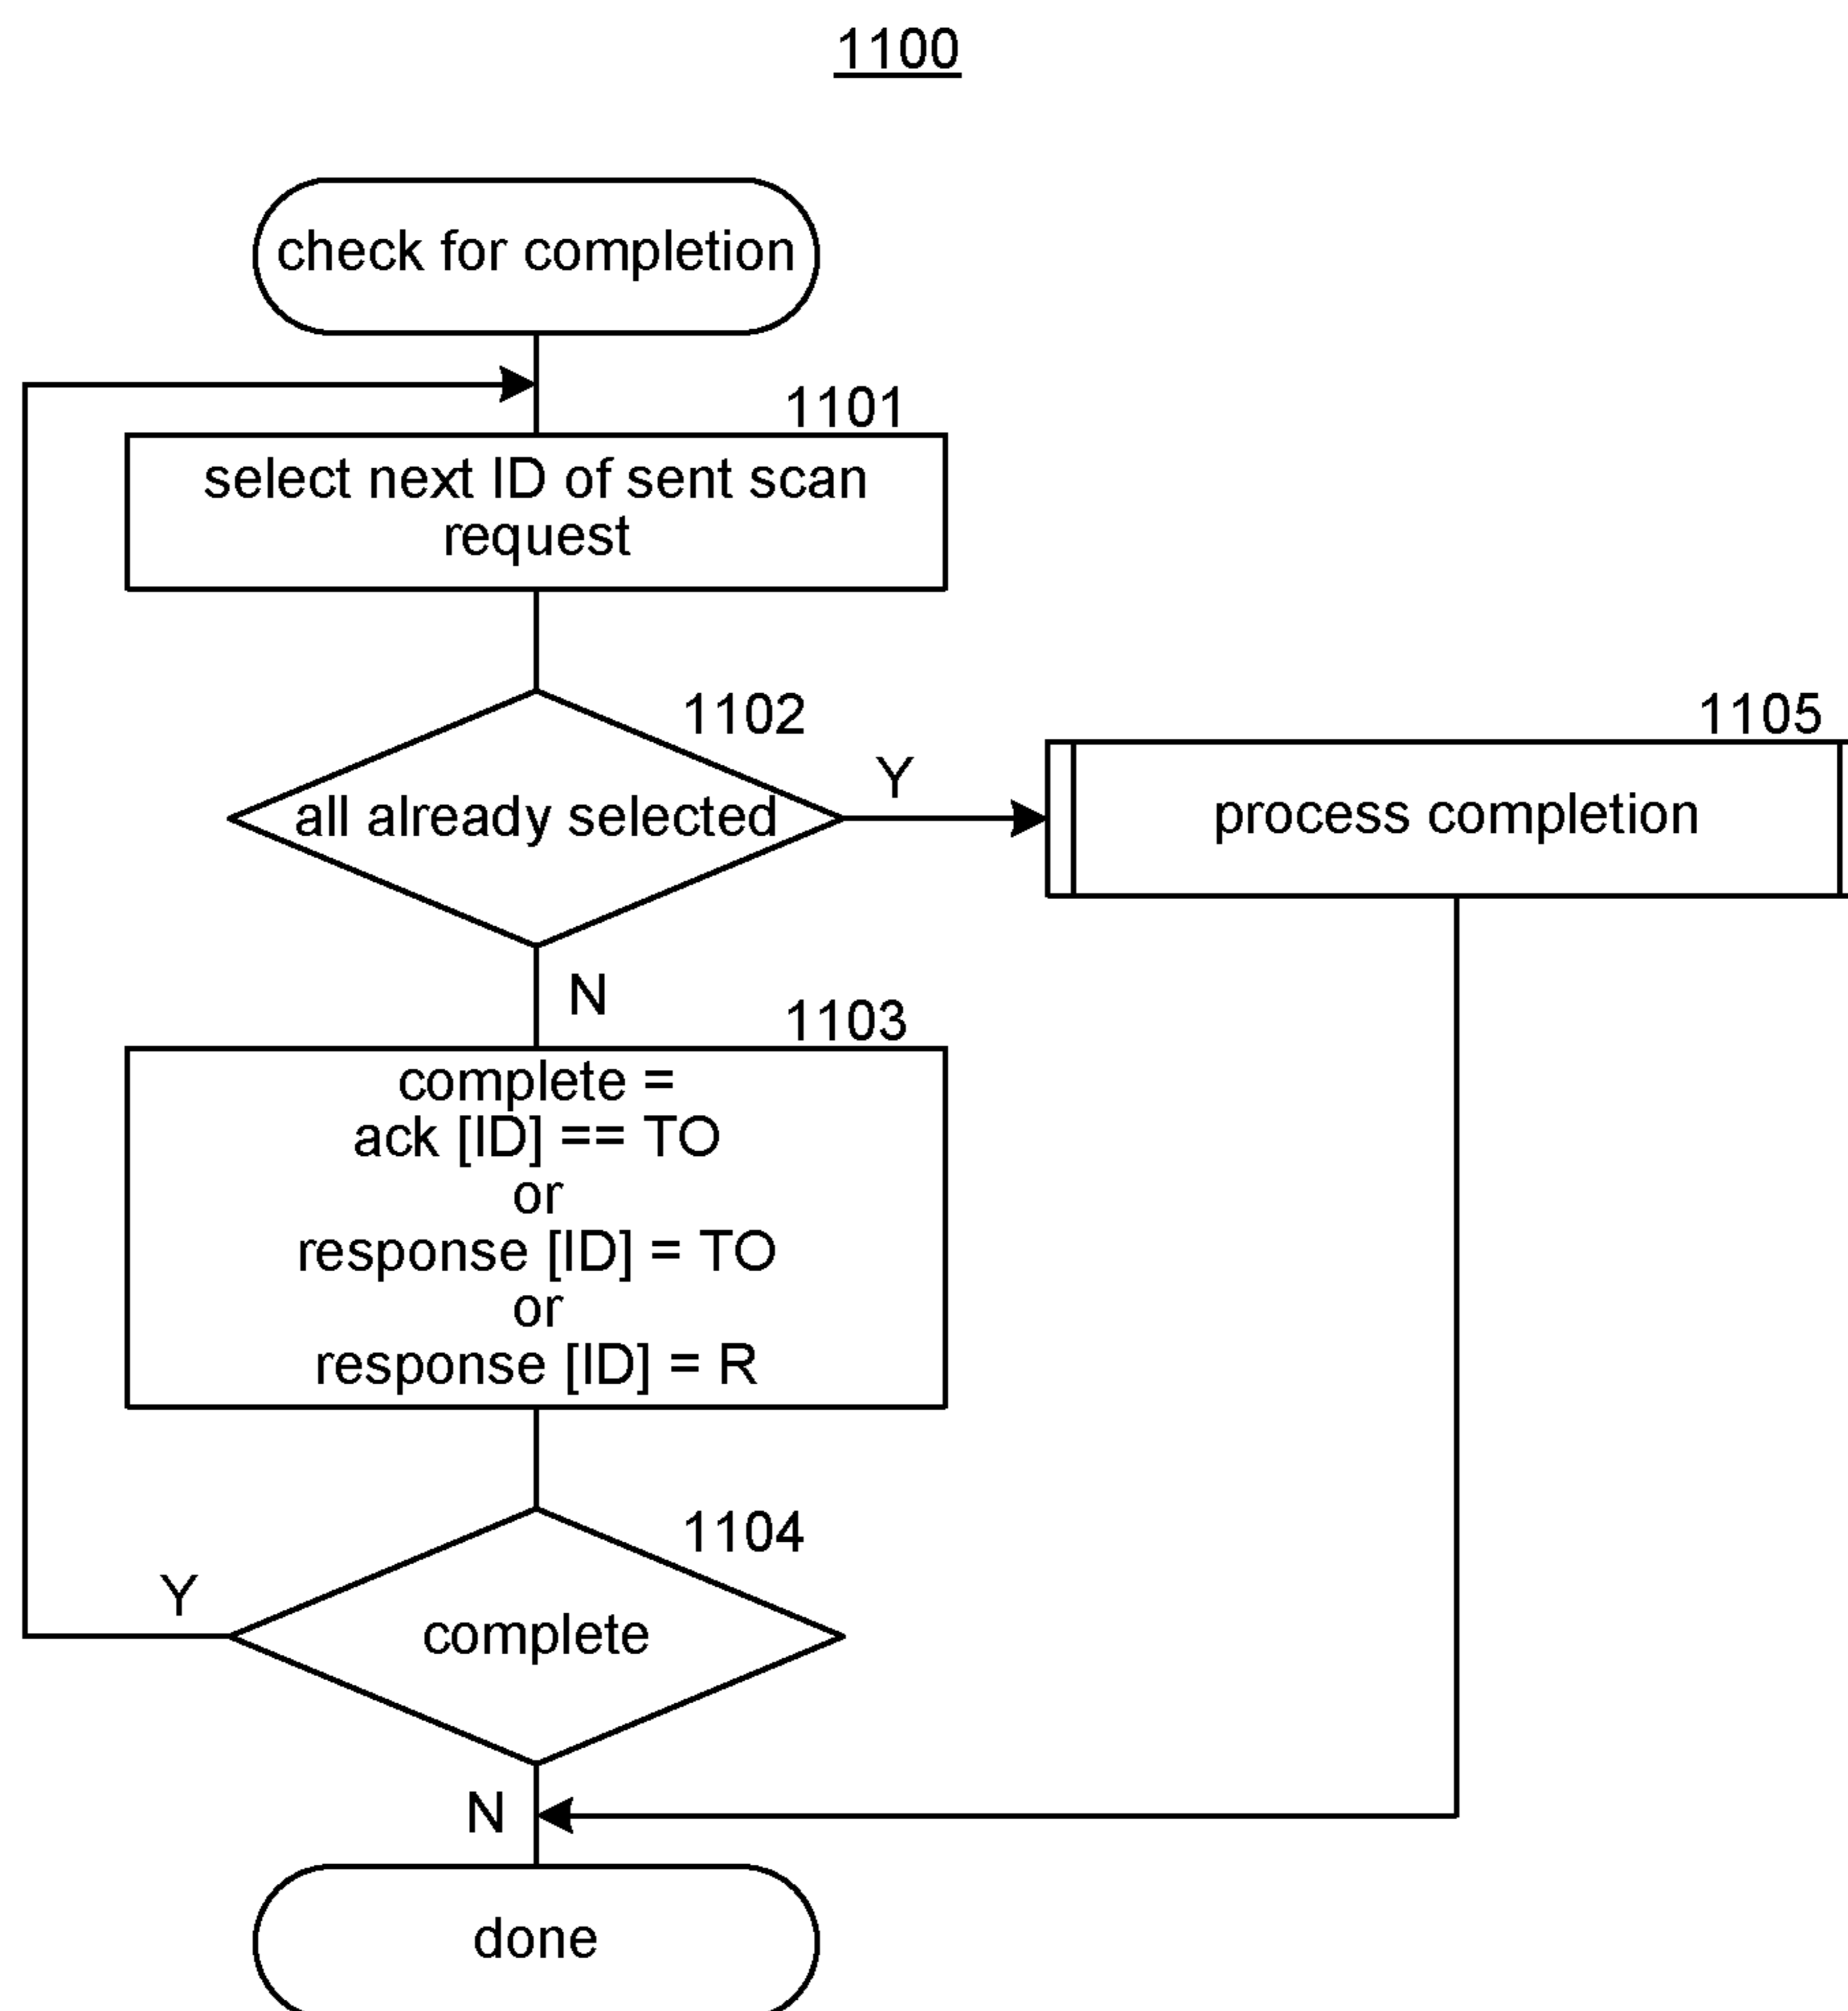 1100
check for completion
1101
select next ID of sent scan
request
1102
all already selected
Y
1105
process completion
N
1103
complete =
ack [ID] == TO
or
response [ID] = TO
or
response [ID] = R
1104
Y
complete
N
done